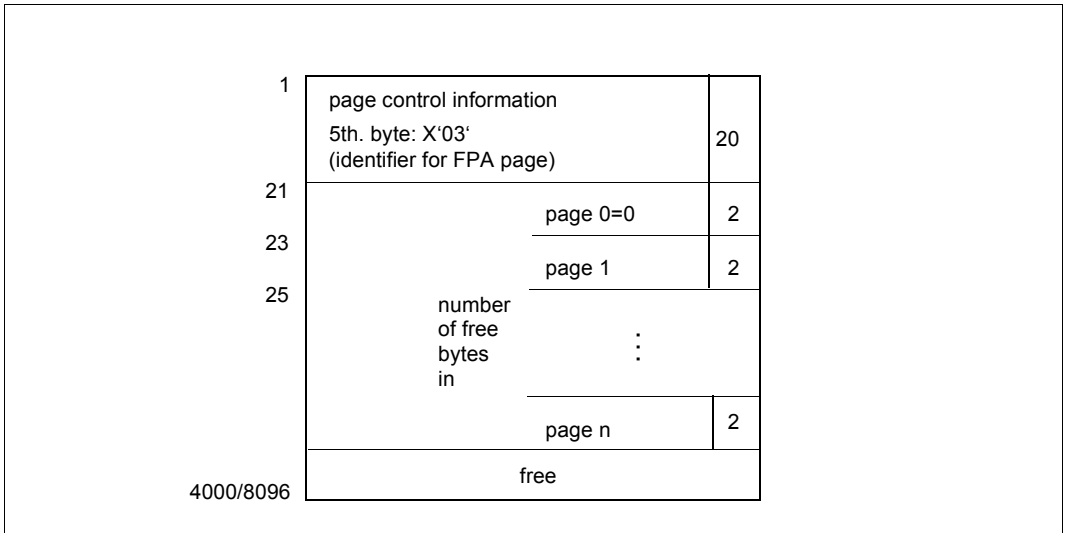 1
page control information
5th. byte: X‘03‘
(identifier for FPA page)
20
21
page 0=0
2
23
page 1
2
25
number
of free
bytes
in
page n
2
free
4000/8096